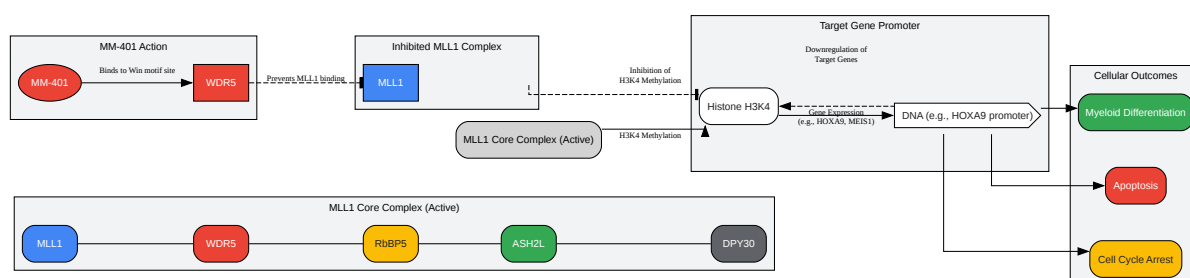 MM-401 Action
MM-401
Binds to Win motif site
WDR5
Prevents MLL1 binding
Inhibited MLL1 Complex
MLL1
Inhibition of
H3K4 Methylation
MLL1 Core Complex (Active)
H3K4 Methylation
Target Gene Promoter
Downregulation of
Target Genes
Histone H3K4
Gene Expression
(e.g., HOXA9, MEIS1)
DNA (e.g., HOXA9 promoter)
Cellular Outcomes
Myeloid Differentiation
Apoptosis
Cell Cycle Arrest
MLL1 Core Complex (Active)
MLL1
WDR5
RbBP5
ASH2L
DPY30